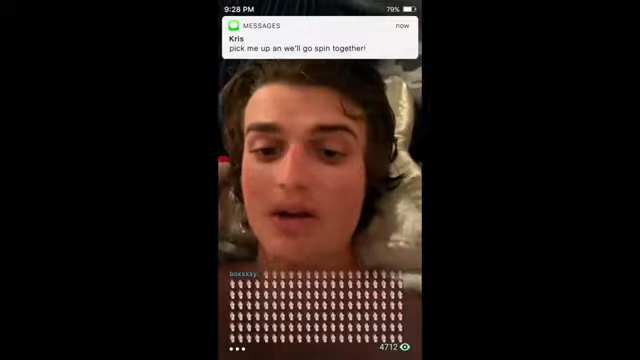 9:28 PM 79%
MESSAGES now
Kris
pick me up an we'll go spin together!
boxxxxy:
4712